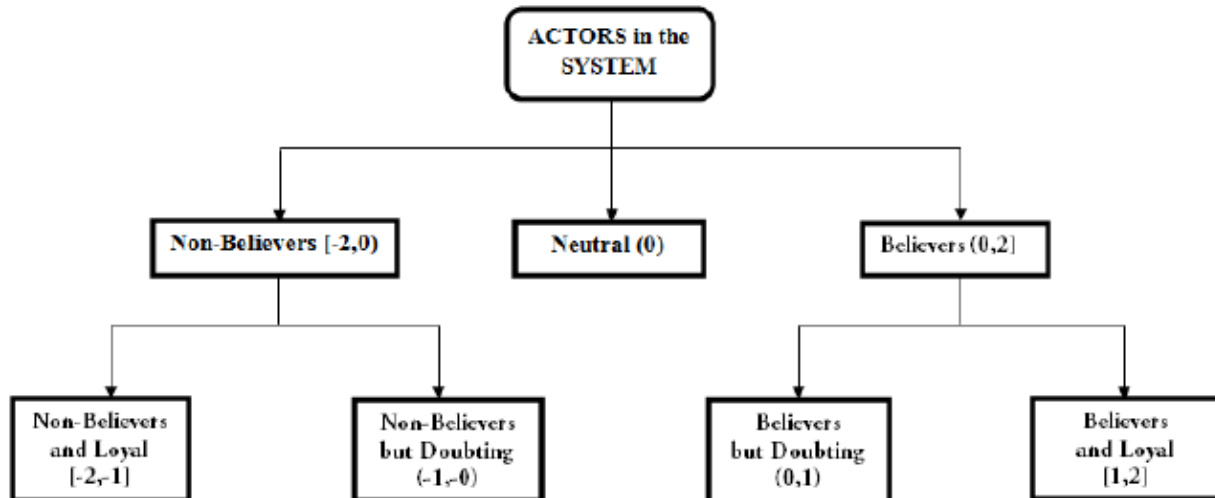 ACTORS in the
SYSTEM
Non-Believers [-2,0)
Neutral (0)
Believers (0,2]
Non-Believers
and Loyal
[-2,-1]
Non-Believers
but Doubting
(-1,-0)
Believers
but Doubting
(0,1)
Believers
and Loyal
[1,2]